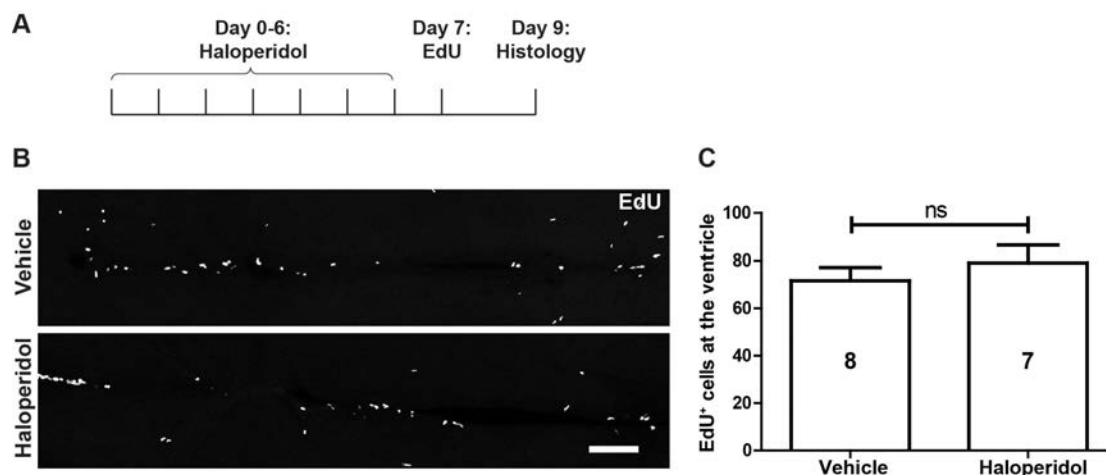 A
Day 0-6:
Haloperidol
Day 7:
EdU
Day 9:
Histology
B
Vehicle
EdU
Haloperidol
C
EdU⁺ cells at the ventricle
100
80
60
40
20
0
ns
8
7
Vehicle
Haloperidol